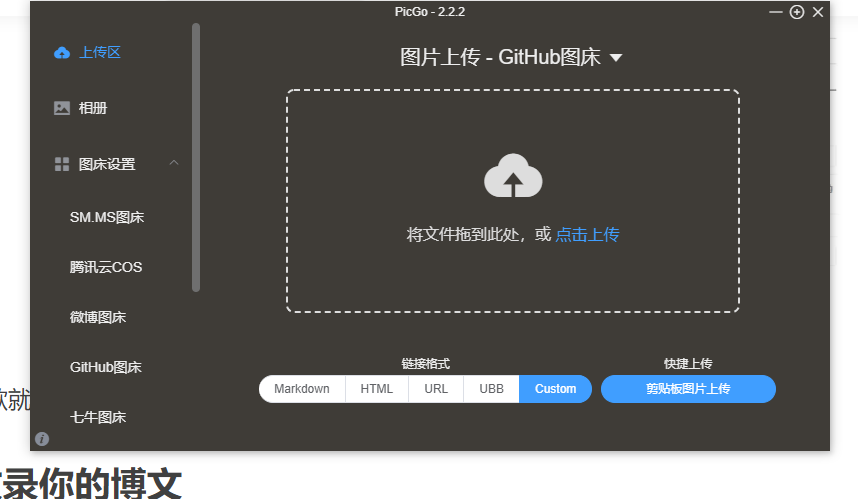 PicGo - 2.2.2
上传区
相册
图床设置
SM.MS图床
腾讯云COS
微博图床
GitHub图床
七牛图床
图片上传 - GitHub图床
将文件拖到此处，或 点击上传
链接格式
Markdown HTML URL UBB Custom
快捷上传
剪贴板图片上传
就
录你的博文